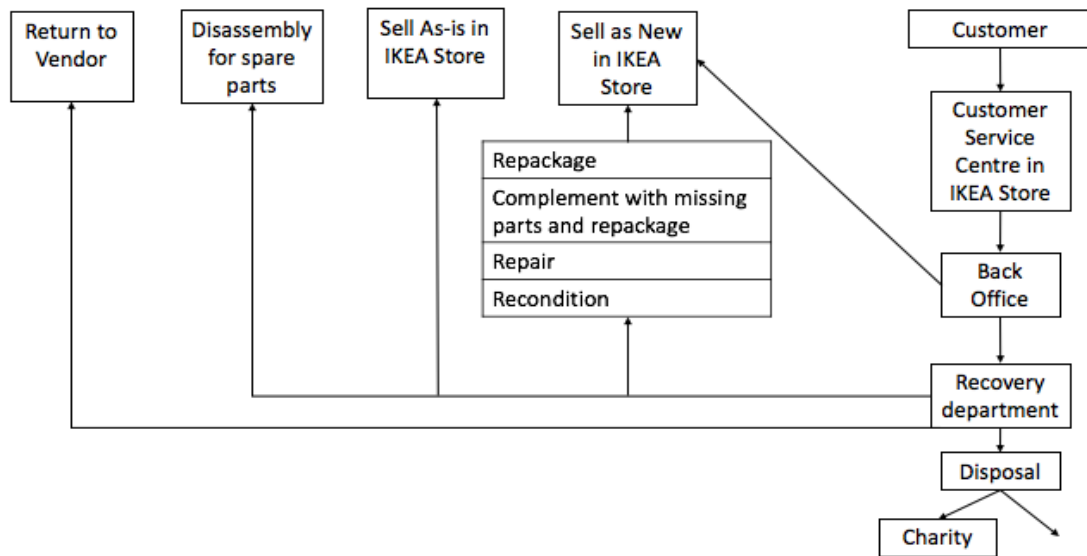 Return to
Vendor
Disassembly
for spare
parts
Sell As-is in
IKEA Store
Sell as New
in IKEA
Store
Customer
Customer
Service
Centre in
IKEA Store
Repackage
Complement with missing
parts and repackage
Repair
Recondition
Back
Office
Recovery
department
Disposal
Charity